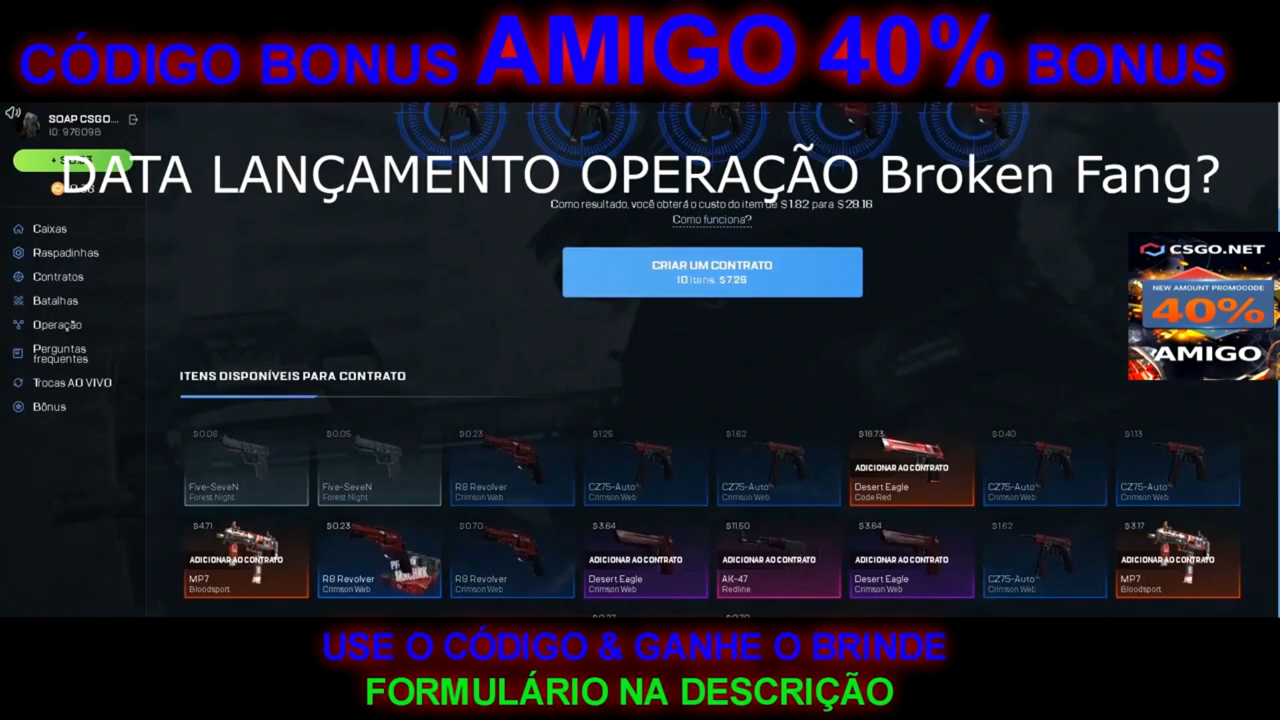 CÓDIGO BONUS AMIGO 40% BONUS
SOAP CSGO...
ID: 976098
DATA LANÇAMENTO OPERAÇÃO Broken Fang?
Como resultado, você obterá o custo do item de $1.82 para $29.16
Como funciona?
CRIAR UM CONTRATO
10 itens, $7.29
Caixas
Raspadinhas
Contratos
Batalhas
Operação
Perguntas
frequentes
Trocas AO VIVO
Bônus
CSGO.NET
NEW AMOUNT PROMOCODE
40%
AMIGO
ITENS DISPONÍVEIS PARA CONTRATO
$0.06 $0.05 $0.23 $1.25 $1.62 $18.73 $0.40 $1.13
ADICIONAR AO CONTRATO
Five-SeveN Five-SeveN R8 Revolver CZ75-Auto CZ75-Auto Desert Eagle CZ75-Auto CZ75-Auto
Forest Night Forest Night Crimson Web Crimson Web Crimson Web Code Red Crimson Web Crimson Web
$4.71 $0.23 $0.70 $3.64 $11.50 $3.64 $1.62 $3.17
ADICIONAR AO CONTRATO ADICIONAR AO CONTRATO ADICIONAR AO CONTRATO ADICIONAR AO CONTRATO ADICIONAR AO CONTRATO
MP7 R8 Revolver R8 Revolver Desert Eagle AK-47 Desert Eagle CZ75-Auto MP7
Bloodsport Crimson Web Crimson Web Crimson Web Redline Crimson Web Crimson Web Bloodsport
USE O CÓDIGO & GANHE O BRINDE
FORMULÁRIO NA DESCRIÇÃO